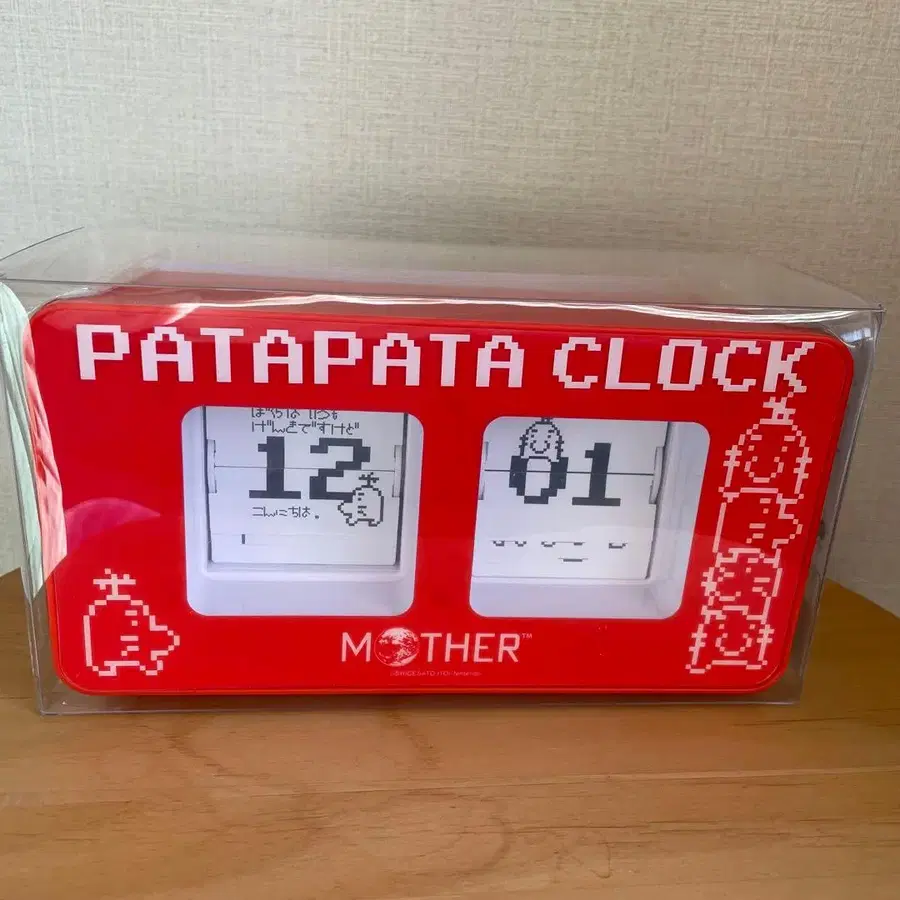 PATAPATA CLOCK
ぼくらは いつも
げんきですけど
12
こんにちは。
01
MOTHER™